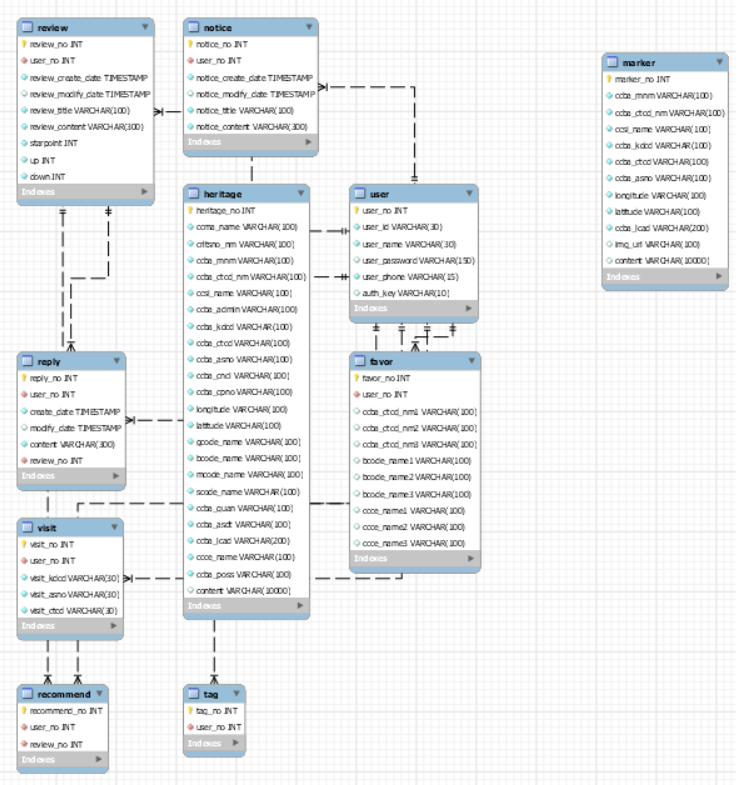 review
review_no INT
user_no INT
review_create_date TIMESTAMP
review_modify_date TIMESTAMP
review_title VARCHAR(100)
review_content VARCHAR(300)
starpoint INT
up INT
down INT
Indexes
notice
notice_no INT
user_no INT
notice_create_date TIMESTAMP
notice_modify_date TIMESTAMP
notice_title VARCHAR(100)
notice_content VARCHAR(300)
Indexes
marker
marker_no INT
ccba_mnm VARCHAR(100)
ccba_ctcd_nm VARCHAR(100)
ccsi_name VARCHAR(100)
ccba_kdcd VARCHAR(100)
ccba_ctcd VARCHAR(100)
ccba_asno VARCHAR(100)
longitude VARCHAR(100)
latitude VARCHAR(100)
ccba_lcad VARCHAR(200)
img_url VARCHAR(100)
content VARCHAR(10000)
Indexes
heritage
heritage_no INT
ccma_name VARCHAR(100)
crltsno_nm VARCHAR(100)
ccba_mnm VARCHAR(100)
ccba_ctcd_nm VARCHAR(100)
ccsi_name VARCHAR(100)
ccba_admin VARCHAR(100)
ccba_kdcd VARCHAR(100)
ccba_ctcd VARCHAR(100)
ccba_asno VARCHAR(100)
ccba_cncl VARCHAR(100)
ccba_cpno VARCHAR(100)
longitude VARCHAR(100)
latitude VARCHAR(100)
gcode_name VARCHAR(100)
bcode_name VARCHAR(100)
mcode_name VARCHAR(100)
scode_name VARCHAR(100)
ccba_quan VARCHAR(100)
ccba_asdt VARCHAR(100)
ccba_lcad VARCHAR(200)
ccce_name VARCHAR(100)
ccba_poss VARCHAR(100)
content VARCHAR(10000)
Indexes
user
user_no INT
user_id VARCHAR(30)
user_name VARCHAR(30)
user_password VARCHAR(150)
user_phone VARCHAR(15)
auth_key VARCHAR(10)
Indexes
reply
reply_no INT
user_no INT
create_date TIMESTAMP
modify_date TIMESTAMP
content VARCHAR(300)
review_no INT
Indexes
favor
favor_no INT
user_no INT
ccba_ctcd_nm1 VARCHAR(100)
ccba_ctcd_nm2 VARCHAR(100)
ccba_ctcd_nm3 VARCHAR(100)
bcode_name1 VARCHAR(100)
bcode_name2 VARCHAR(100)
bcode_name3 VARCHAR(100)
ccce_name1 VARCHAR(100)
ccce_name2 VARCHAR(100)
ccce_name3 VARCHAR(100)
Indexes
visit
visit_no INT
user_no INT
visit_kdcd VARCHAR(30)
visit_asno VARCHAR(30)
visit_ctcd VARCHAR(30)
Indexes
recommend
recommend_no INT
user_no INT
review_no INT
Indexes
tag
tag_no INT
user_no INT
Indexes